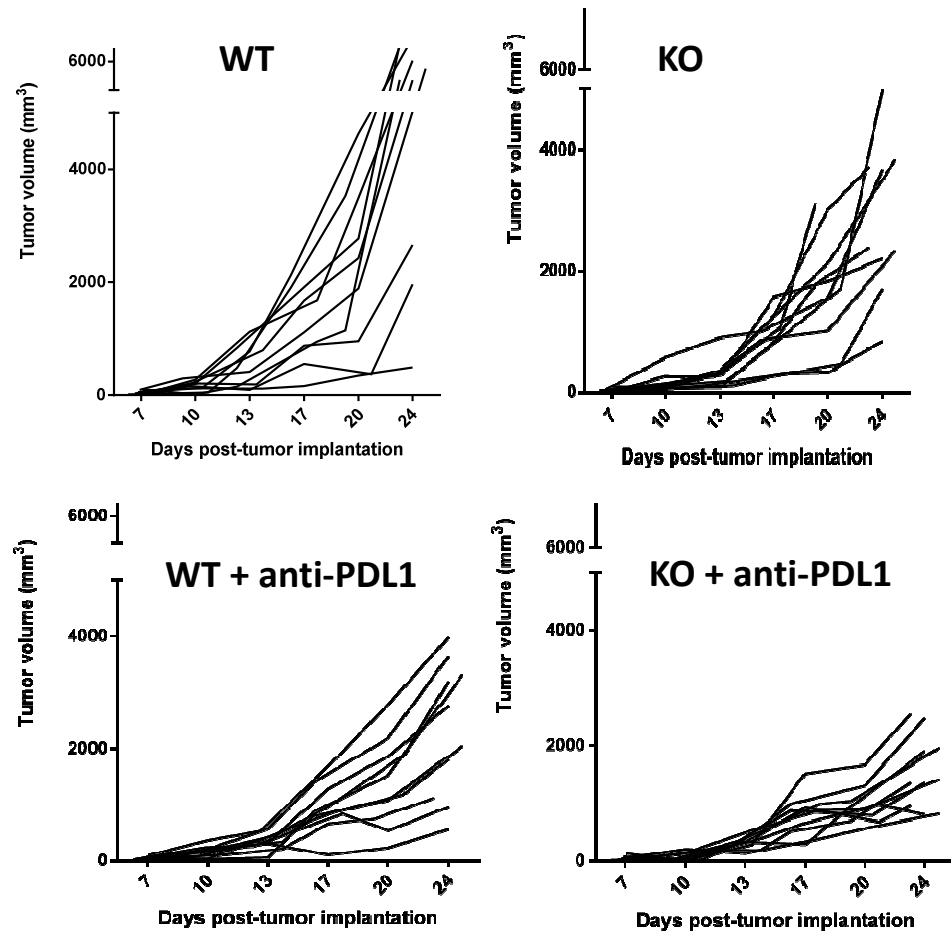 WT
Tumor volume (mm³)
6000
4000
2000
0
7 10 13 17 20 24
Days post-tumor implantation
KO
Tumor volume (mm³)
6000
4000
2000
0
7 10 13 17 20 24
Days post-tumor implantation
WT + anti-PDL1
Tumor volume (mm³)
6000
4000
2000
0
7 10 13 17 20 24
Days post-tumor implantation
KO + anti-PDL1
Tumor volume (mm³)
6000
4000
2000
0
7 10 13 17 20 24
Days post-tumor implantation